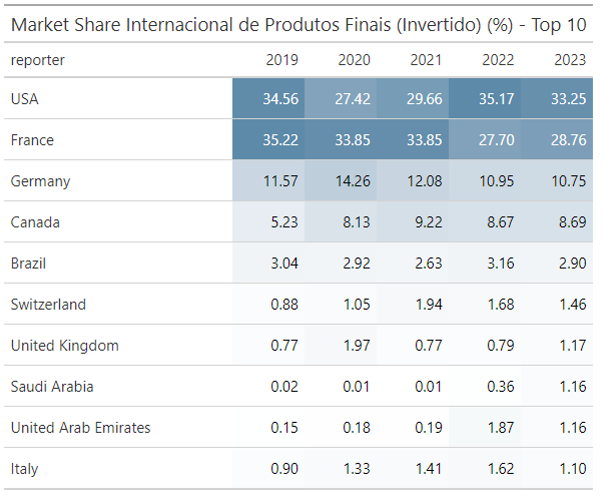 Market Share Internacional de Produtos Finais (Invertido) (%) - Top 10
reporter 2019 2020 2021 2022 2023
USA 34.56 27.42 29.66 35.17 33.25
France 35.22 33.85 33.85 27.70 28.76
Germany 11.57 14.26 12.08 10.95 10.75
Canada 5.23 8.13 9.22 8.67 8.69
Brazil 3.04 2.92 2.63 3.16 2.90
Switzerland 0.88 1.05 1.94 1.68 1.46
United Kingdom 0.77 1.97 0.77 0.79 1.17
Saudi Arabia 0.02 0.01 0.01 0.36 1.16
United Arab Emirates 0.15 0.18 0.19 1.87 1.16
Italy 0.90 1.33 1.41 1.62 1.10